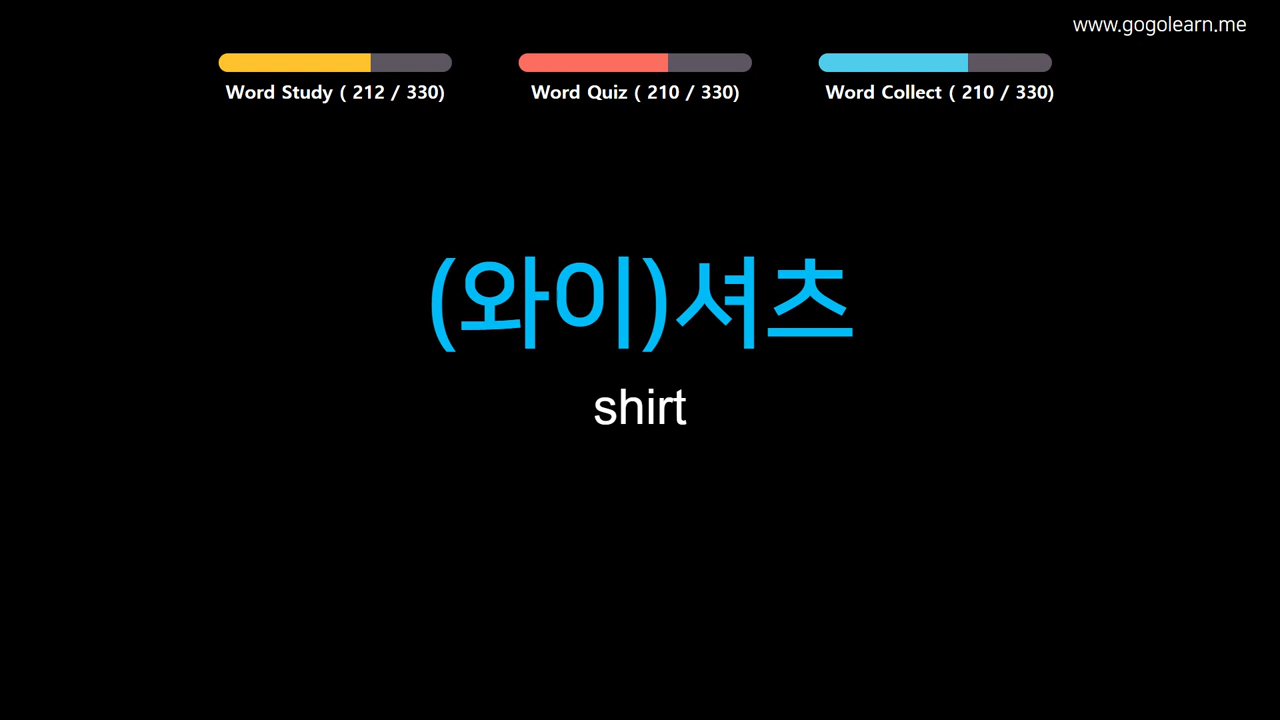 www.gogolearn.me
Word Study ( 212 / 330)
Word Quiz ( 210 / 330)
Word Collect ( 210 / 330)
(와이)셔츠
shirt